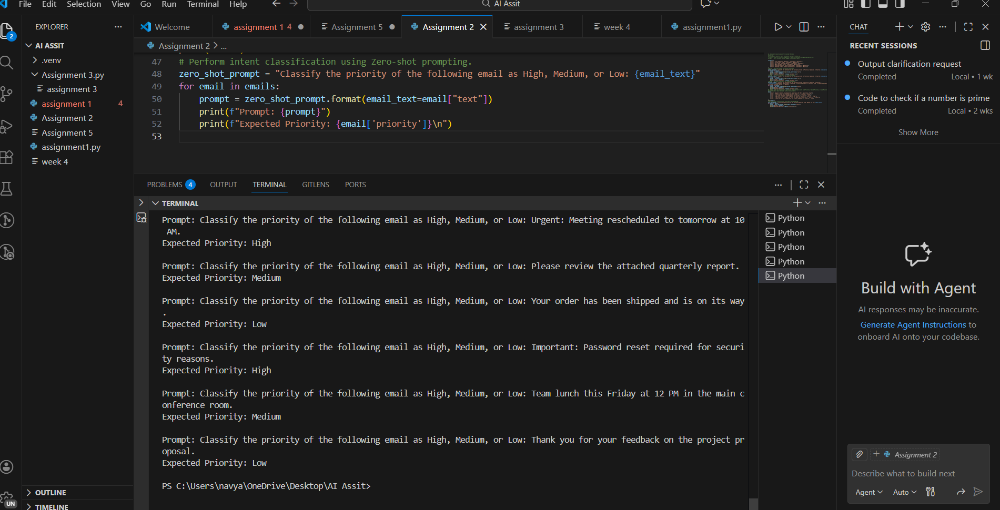 File Edit Selection View Go Run Terminal Help
AI Assit
EXPLORER
2
AI ASSIT
.venv
Assignment 3.py
assignment 3
assignment 1 4
Assignment 2
Assignment 5
assignment1.py
week 4
OUTLINE
TIMELINE
UN
Welcome
assignment 1 4
Assignment 5
Assignment 2
assignment 3
week 4
assignment1.py
Assignment 2 > ...
47 # Perform intent classification using Zero-shot prompting.
48 zero_shot_prompt = "Classify the priority of the following email as High, Medium, or Low: {email_text}"
49 for email in emails:
50 prompt = zero_shot_prompt.format(email_text=email["text"])
51 print(f"Prompt: {prompt}")
52 print(f"Expected Priority: {email['priority']}\n")
53
PROBLEMS 4 OUTPUT TERMINAL GITLENS PORTS
TERMINAL
Prompt: Classify the priority of the following email as High, Medium, or Low: Urgent: Meeting rescheduled to tomorrow at 10
AM.
Expected Priority: High
Prompt: Classify the priority of the following email as High, Medium, or Low: Please review the attached quarterly report.
Expected Priority: Medium
Prompt: Classify the priority of the following email as High, Medium, or Low: Your order has been shipped and is on its way
.
Expected Priority: Low
Prompt: Classify the priority of the following email as High, Medium, or Low: Important: Password reset required for securi
ty reasons.
Expected Priority: High
Prompt: Classify the priority of the following email as High, Medium, or Low: Team lunch this Friday at 12 PM in the main c
onference room.
Expected Priority: Medium
Prompt: Classify the priority of the following email as High, Medium, or Low: Thank you for your feedback on the project pr
oposal.
Expected Priority: Low
PS C:\Users\navya\OneDrive\Desktop\AI Assit>
Python
Python
Python
Python
Python
CHAT
RECENT SESSIONS
Output clarification request
Completed Local • 1 wk
Code to check if a number is prime
Completed Local • 2 wks
Show More
Build with Agent
AI responses may be inaccurate.
Generate Agent Instructions to
onboard AI onto your codebase.
Assignment 2
Describe what to build next
Agent Auto